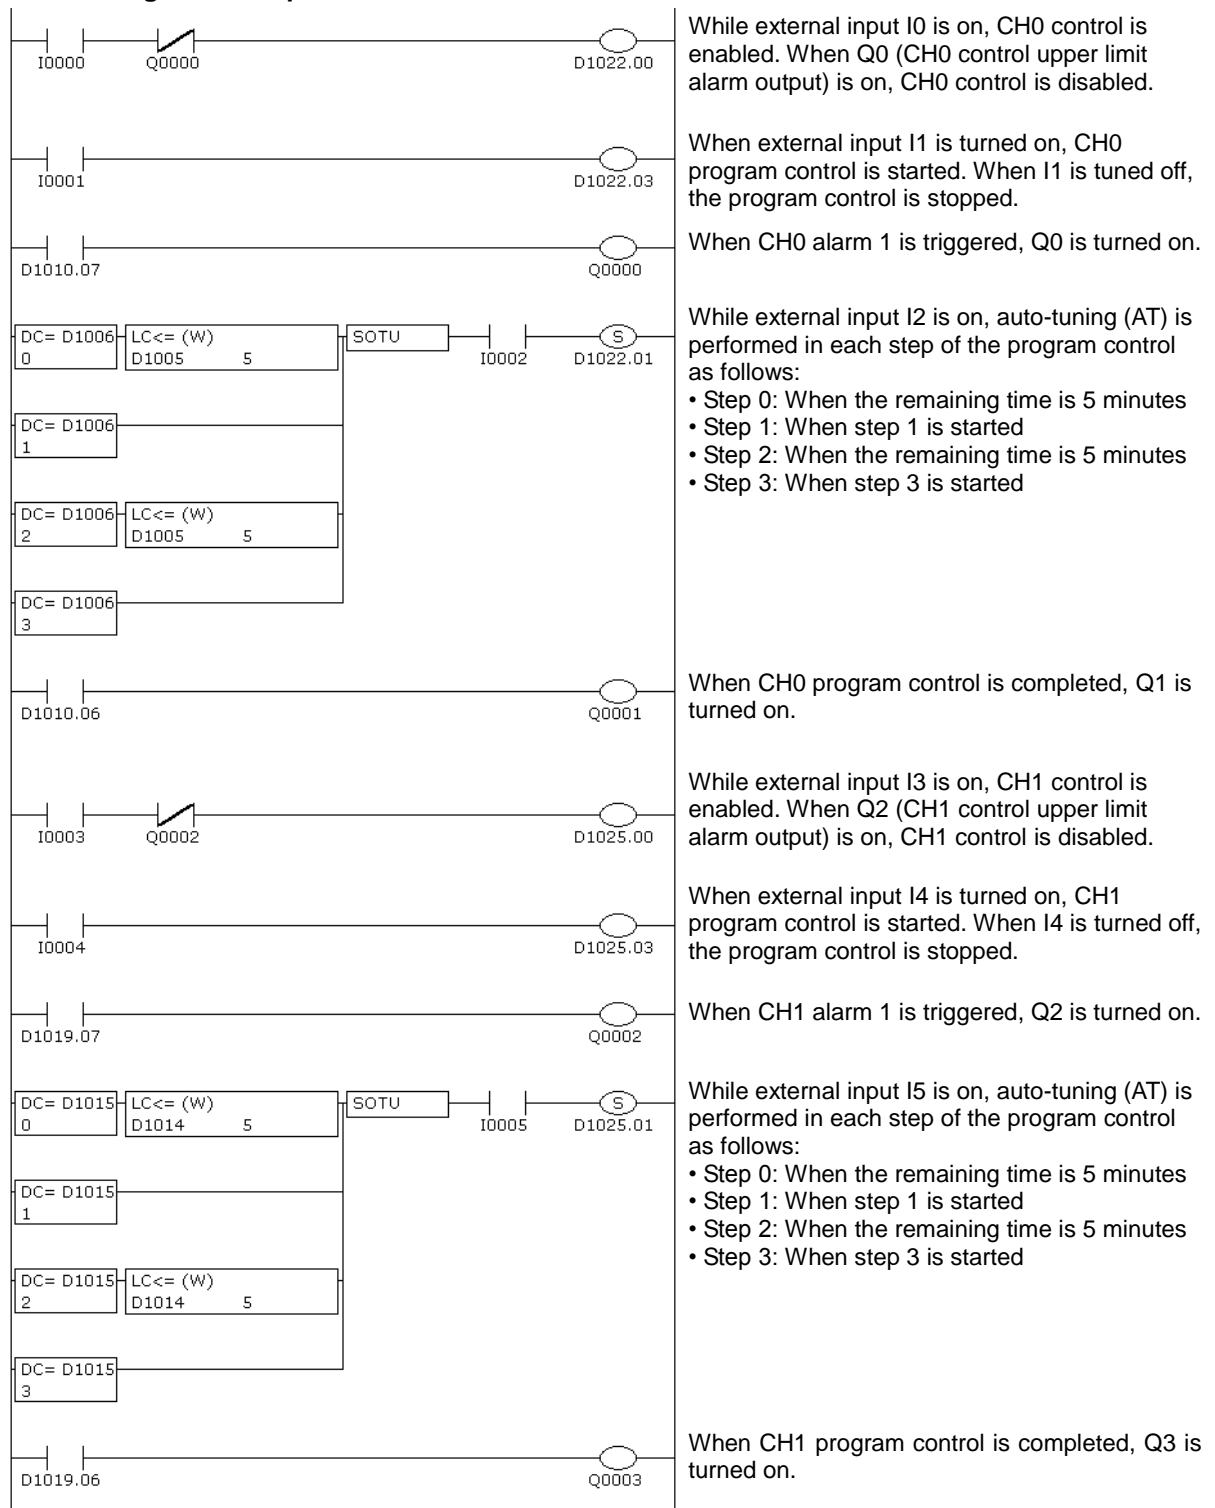 I0000 Q0000 D1022.00
While external input I0 is on, CH0 control is
enabled. When Q0 (CH0 control upper limit
alarm output) is on, CH0 control is disabled.
I0001 D1022.03
When external input I1 is turned on, CH0
program control is started. When I1 is tuned off,
the program control is stopped.
D1010.07 Q0000
When CH0 alarm 1 is triggered, Q0 is turned on.
DC= D1006 LC<= (W) SOTU S
0 D1005 5 I0002 D1022.01
DC= D1006
1
DC= D1006 LC<= (W)
2 D1005 5
DC= D1006
3
While external input I2 is on, auto-tuning (AT) is
performed in each step of the program control
as follows:
• Step 0: When the remaining time is 5 minutes
• Step 1: When step 1 is started
• Step 2: When the remaining time is 5 minutes
• Step 3: When step 3 is started
D1010.06 Q0001
When CH0 program control is completed, Q1 is
turned on.
I0003 Q0002 D1025.00
While external input I3 is on, CH1 control is
enabled. When Q2 (CH1 control upper limit
alarm output) is on, CH1 control is disabled.
I0004 D1025.03
When external input I4 is turned on, CH1
program control is started. When I4 is turned off,
the program control is stopped.
D1019.07 Q0002
When CH1 alarm 1 is triggered, Q2 is turned on.
DC= D1015 LC<= (W) SOTU S
0 D1014 5 I0005 D1025.01
DC= D1015
1
DC= D1015 LC<= (W)
2 D1014 5
DC= D1015
3
While external input I5 is on, auto-tuning (AT) is
performed in each step of the program control
as follows:
• Step 0: When the remaining time is 5 minutes
• Step 1: When step 1 is started
• Step 2: When the remaining time is 5 minutes
• Step 3: When step 3 is started
D1019.06 Q0003
When CH1 program control is completed, Q3 is
turned on.